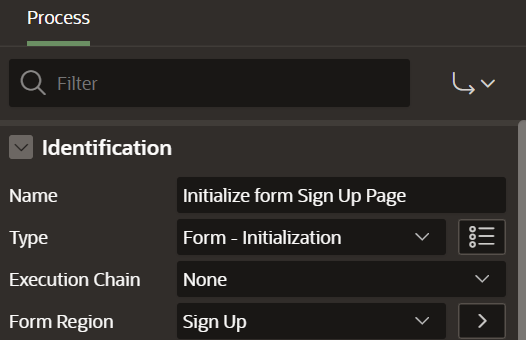 Process
Filter
Identification
Name Initialize form Sign Up Page
Type Form - Initialization
Execution Chain None
Form Region Sign Up